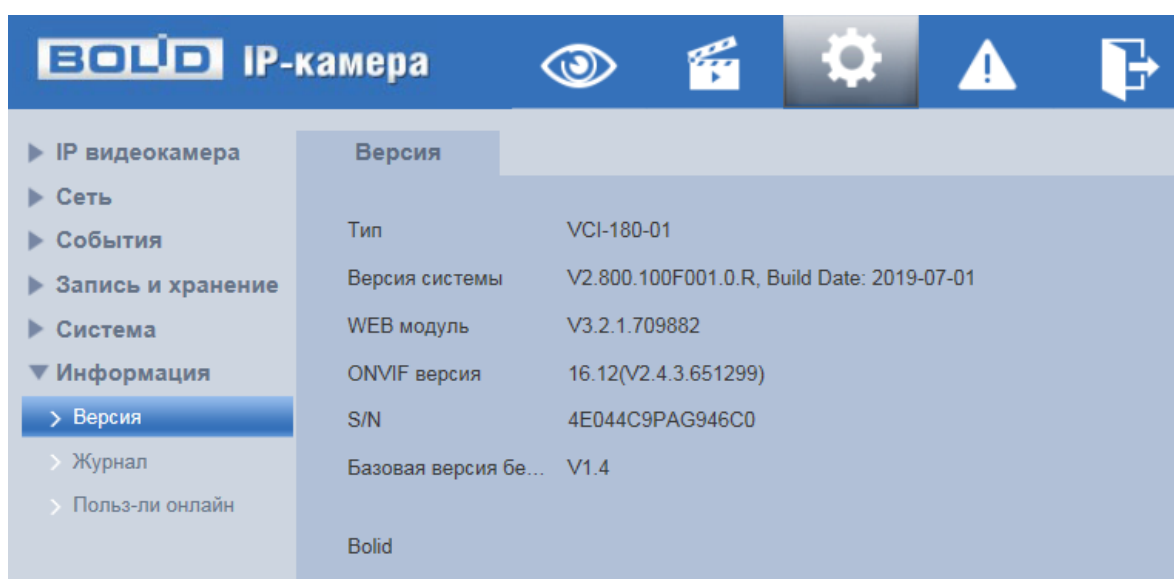 BOLID IP-камера
IP видеокамера
Сеть
События
Запись и хранение
Система
Информация
Версия
Журнал
Польз-ли онлайн
Версия
Тип VCI-180-01
Версия системы V2.800.100F001.0.R, Build Date: 2019-07-01
WEB модуль V3.2.1.709882
ONVIF версия 16.12(V2.4.3.651299)
S/N 4E044C9PAG946C0
Базовая версия бе... V1.4
Bolid